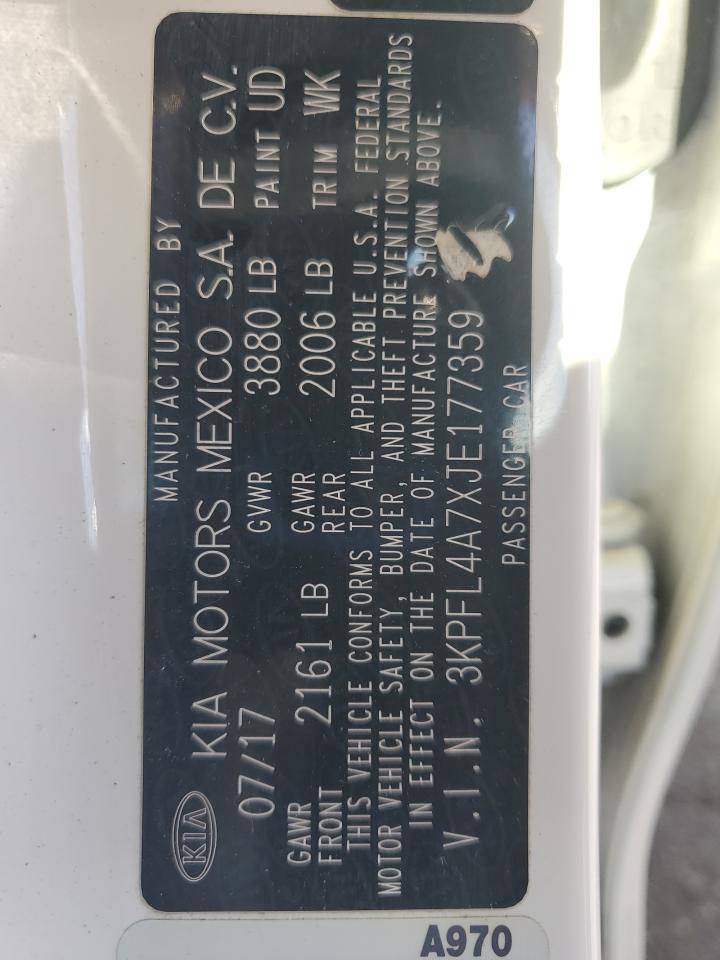 MANUFACTURED BY
KIA KIA MOTORS MEXICO S.A. DE C.V.
07/17 GVWR 3880 LB PAINT UD
GAWR FRONT 2161 LB GAWR REAR 2006 LB TRIM WK
THIS VEHICLE CONFORMS TO ALL APPLICABLE U.S.A. FEDERAL
MOTOR VEHICLE SAFETY, BUMPER, AND THEFT PREVENTION STANDARDS
IN EFFECT ON THE DATE OF MANUFACTURE SHOWN ABOVE.
V.I.N. 3KPFL4A7XJE177359
PASSENGER CAR
A970